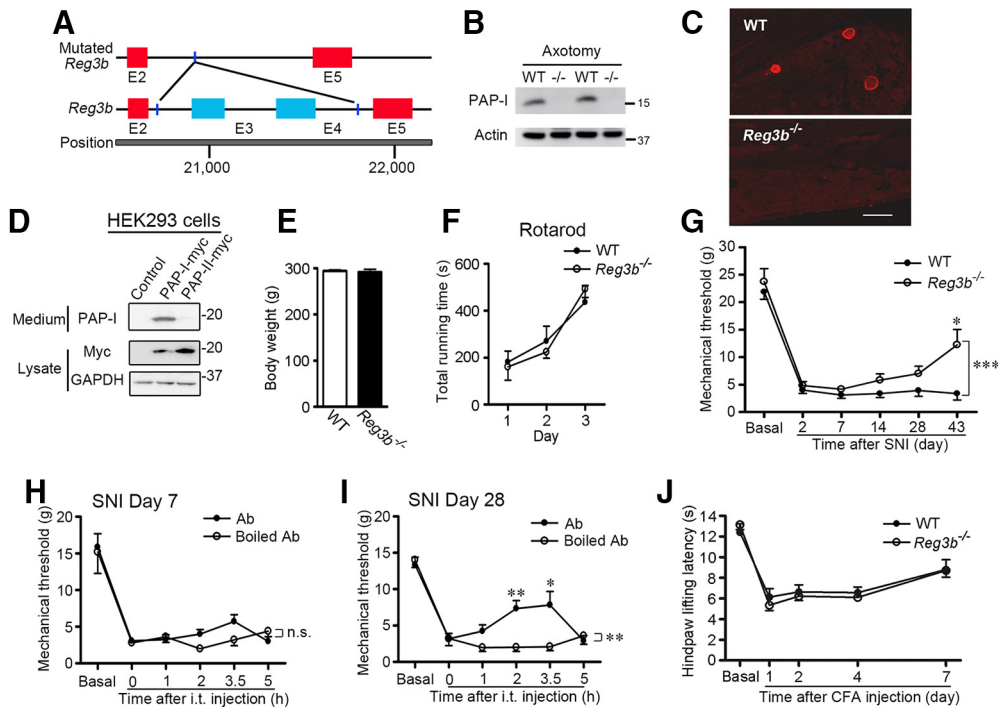 A
Mutated
Reg3b
E2
E5
Reg3b
E2
E3
E4
E5
Position
21,000
22,000
B
Axotomy
WT -/- WT -/-
PAP-I
15
Actin
37
C
WT
Reg3b-/-
D
HEK293 cells
Control
PAP-I-myc
PAP-II-myc
Medium
PAP-I
-20
Lysate
Myc
-20
GAPDH
-37
E
Body weight (g)
300
200
100
0
WT
Reg3b-/-
F
Rotarod
WT
Reg3b-/-
Total running time (s)
600
400
200
0
1 2 3
Day
G
WT
Reg3b-/-
Mechanical threshold (g)
30
25
20
15
10
5
0
*
***
Basal 2 7 14 28 43
Time after SNI (day)
H
SNI Day 7
Ab
Boiled Ab
Mechanical threshold (g)
20
15
10
5
0
n.s.
Basal 0 1 2 3.5 5
Time after i.t. injection (h)
I
SNI Day 28
Ab
Boiled Ab
Mechanical threshold (g)
20
15
10
5
0
**
*
**
Basal 0 1 2 3.5 5
Time after i.t. injection (h)
J
WT
Reg3b-/-
Hindpaw lifting latency (s)
14
12
10
8
6
4
2
0
Basal 1 2 4 7
Time after CFA injection (day)